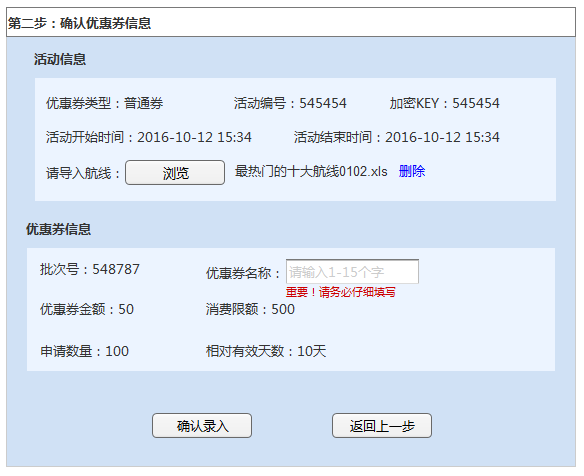 第二步：确认优惠券信息
活动信息
优惠券类型：普通券 活动编号：545454 加密KEY：545454
活动开始时间：2016-10-12 15:34 活动结束时间：2016-10-12 15:34
请导入航线： 浏览 最热门的十大航线0102.xls 删除
优惠券信息
批次号：548787 优惠券名称： 请输入1-15个字
重要！请务必仔细填写
优惠券金额：50 消费限额：500
申请数量：100 相对有效天数：10天
确认录入 返回上一步